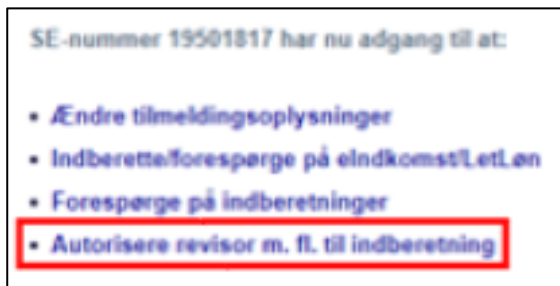 SE-nummer 19501817 har nu adgang til at:
• Ændre tilmeldingsoplysninger
• Indberette/forespørge på eIndkomst/LetLøn
• Forespørge på indberetninger
• Autorisere revisor m. fl. til indberetning